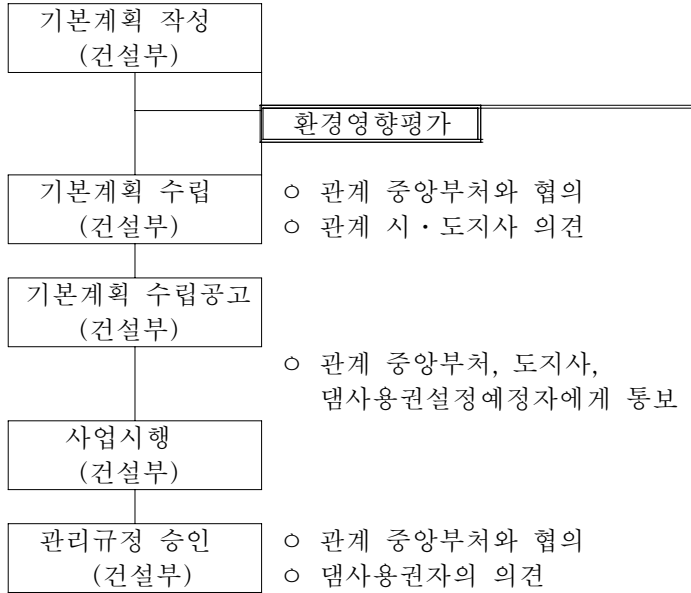 기본계획 작성
(건설부)
환경영향평가
기본계획 수립
(건설부)
ㅇ 관계 중앙부처와 협의
ㅇ 관계 시・도지사 의견
기본계획 수립공고
(건설부)
ㅇ 관계 중앙부처, 도지사,
댐사용권설정예정자에게 통보
사업시행
(건설부)
관리규정 승인
(건설부)
ㅇ 관계 중앙부처와 협의
ㅇ 댐사용권자의 의견